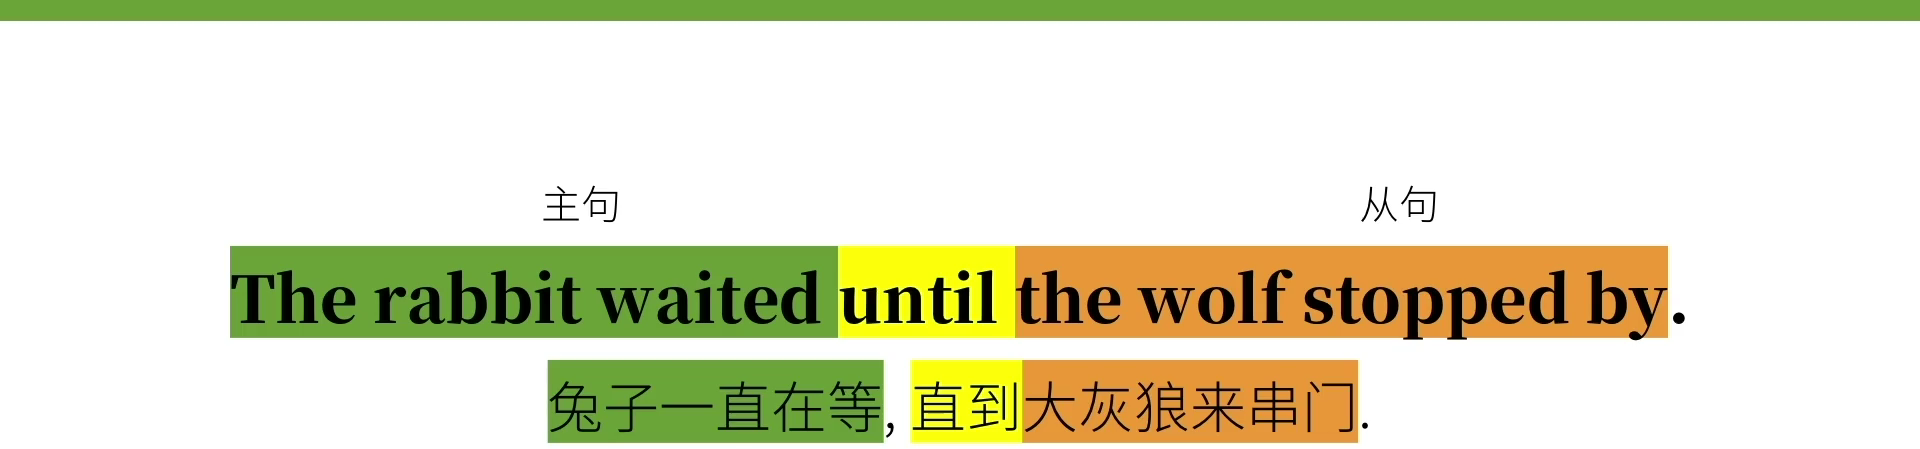 主句 从句
The rabbit waited until the wolf stopped by.
兔子一直在等, 直到大灰狼来串门.